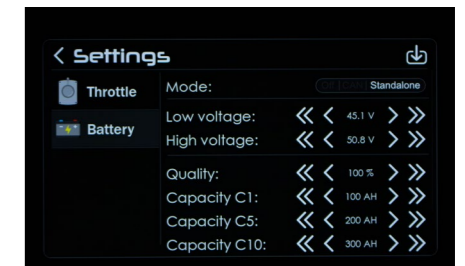 Settings
Throttle
Battery
Mode: Standalone
Low voltage: 45.1 V
High voltage: 50.8 V
Quality: 100 %
Capacity C1: 100 AH
Capacity C5: 200 AH
Capacity C10: 300 AH